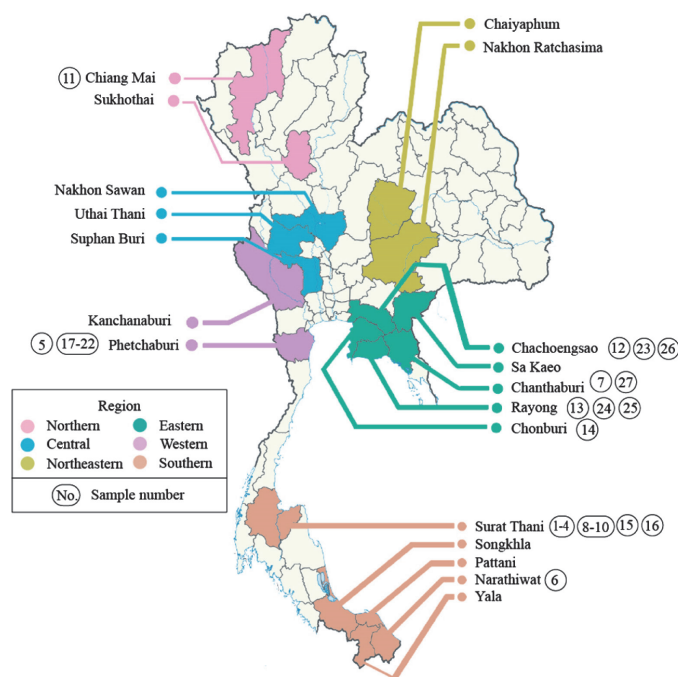 Chaiyaphum
Nakhon Ratchasima
11 Chiang Mai
Sukhothai
Nakhon Sawan
Uthai Thani
Suphan Buri
Kanchanaburi
5 17-22 Phetchaburi
Chachoengsao 12 23 26
Sa Kaeo
Chanthaburi 7 27
Rayong 13 24 25
Chonburi 14
Region
Northern Eastern
Central Western
Northeastern Southern
No. Sample number
Surat Thani 1-4 8-10 15 16
Songkhla
Pattani
Narathiwat 6
Yala